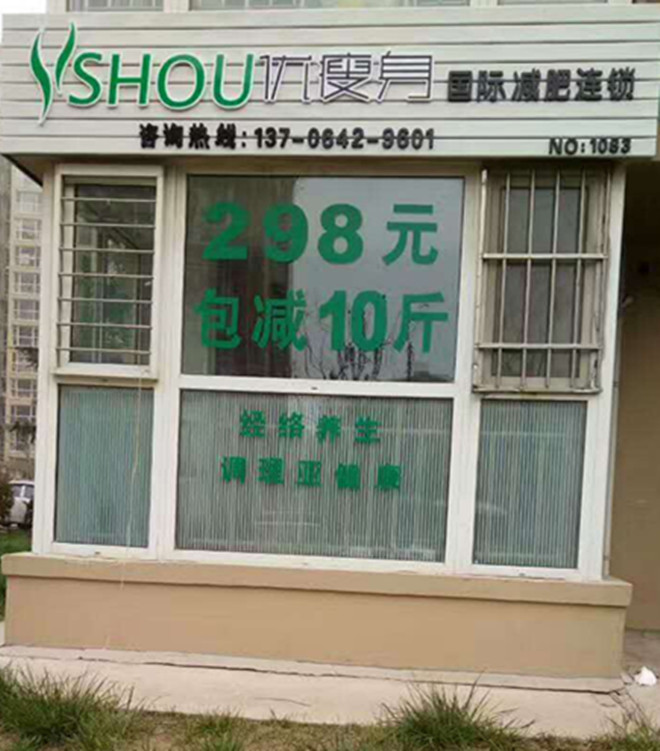 YSHOU优瘦身 国际减肥连锁
咨询热线:137-0642-9601
NO:1083
298元
包减10斤
经络养生
调理亚健康